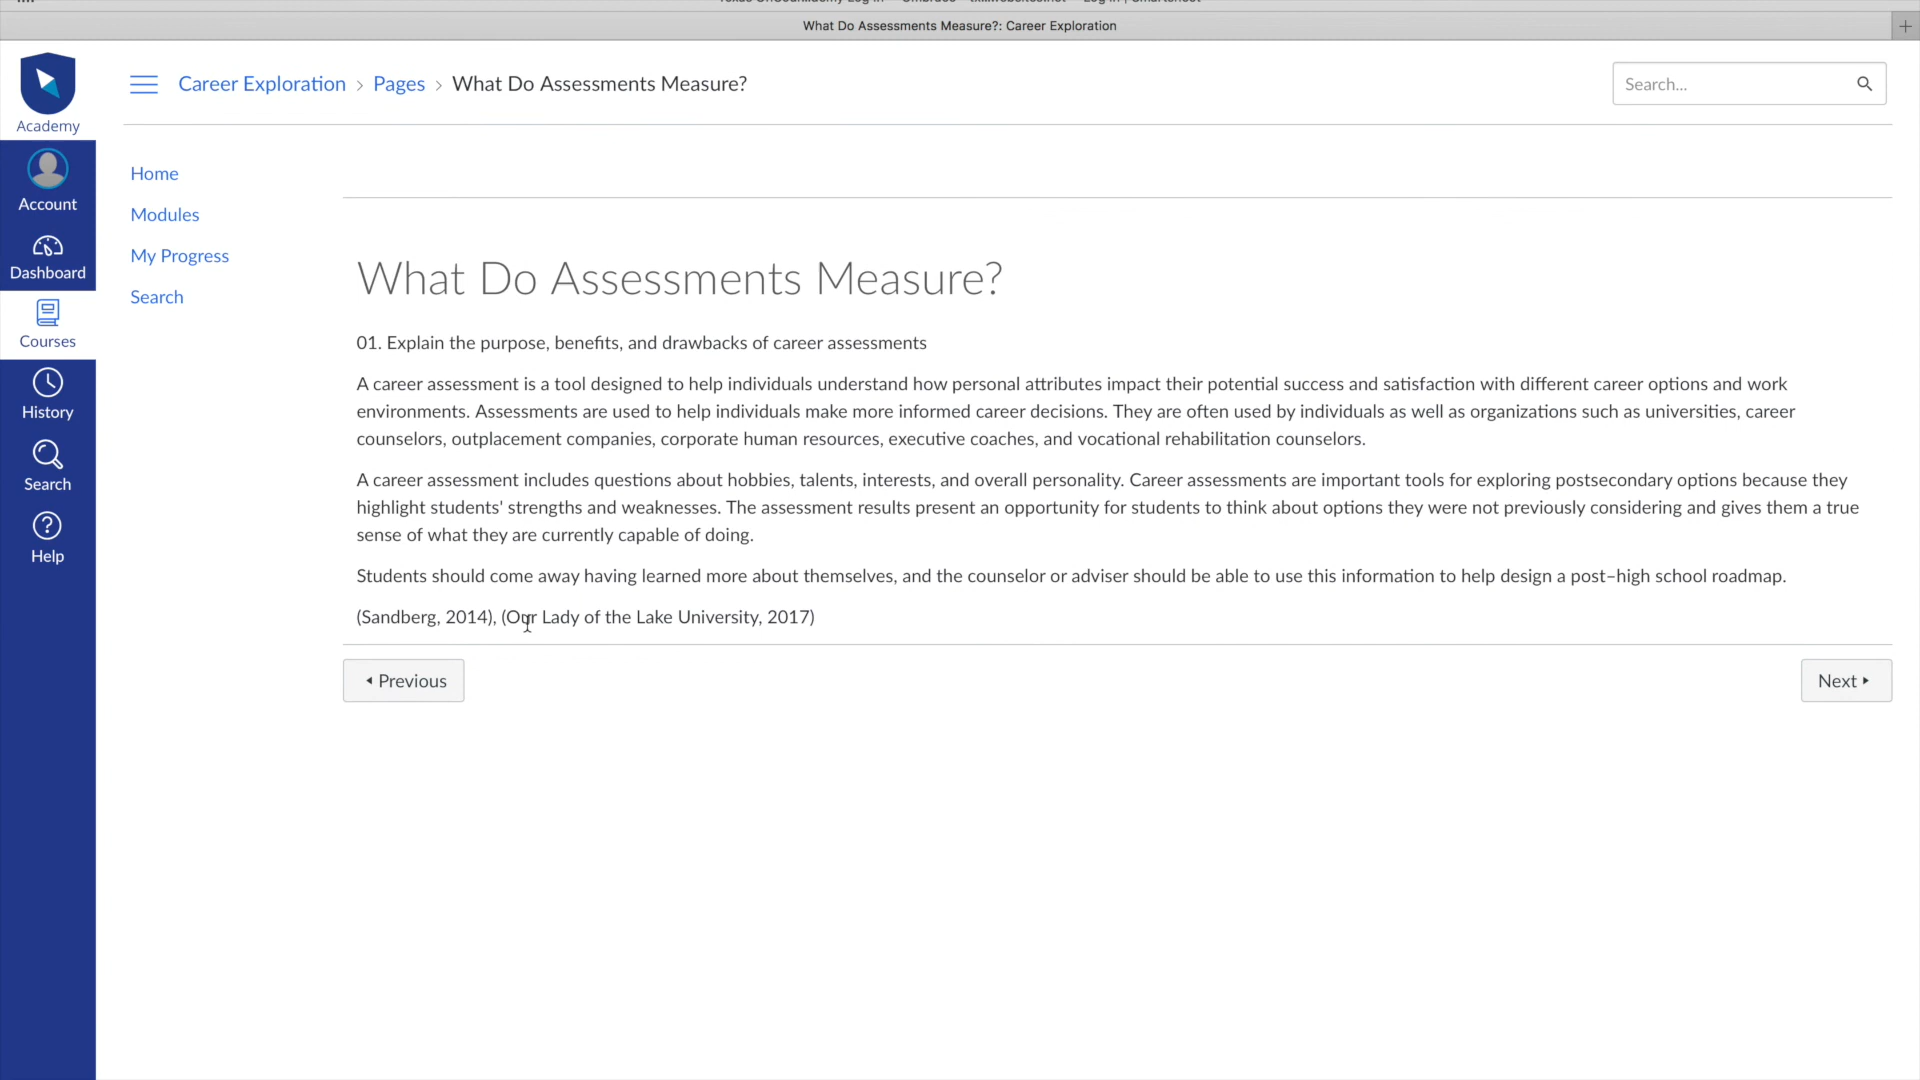 What Do Assessments Measure?: Career Exploration
Academy
Career Exploration › Pages › What Do Assessments Measure?
Search...
Account
Dashboard
Courses
History
Search
Help
Home
Modules
My Progress
Search
What Do Assessments Measure?
01. Explain the purpose, benefits, and drawbacks of career assessments
A career assessment is a tool designed to help individuals understand how personal attributes impact their potential success and satisfaction with different career options and work
environments. Assessments are used to help individuals make more informed career decisions. They are often used by individuals as well as organizations such as universities, career
counselors, outplacement companies, corporate human resources, executive coaches, and vocational rehabilitation counselors.
A career assessment includes questions about hobbies, talents, interests, and overall personality. Career assessments are important tools for exploring postsecondary options because they
highlight students' strengths and weaknesses. The assessment results present an opportunity for students to think about options they were not previously considering and gives them a true
sense of what they are currently capable of doing.
Students should come away having learned more about themselves, and the counselor or adviser should be able to use this information to help design a post–high school roadmap.
(Sandberg, 2014), (Our Lady of the Lake University, 2017)
Previous
Next